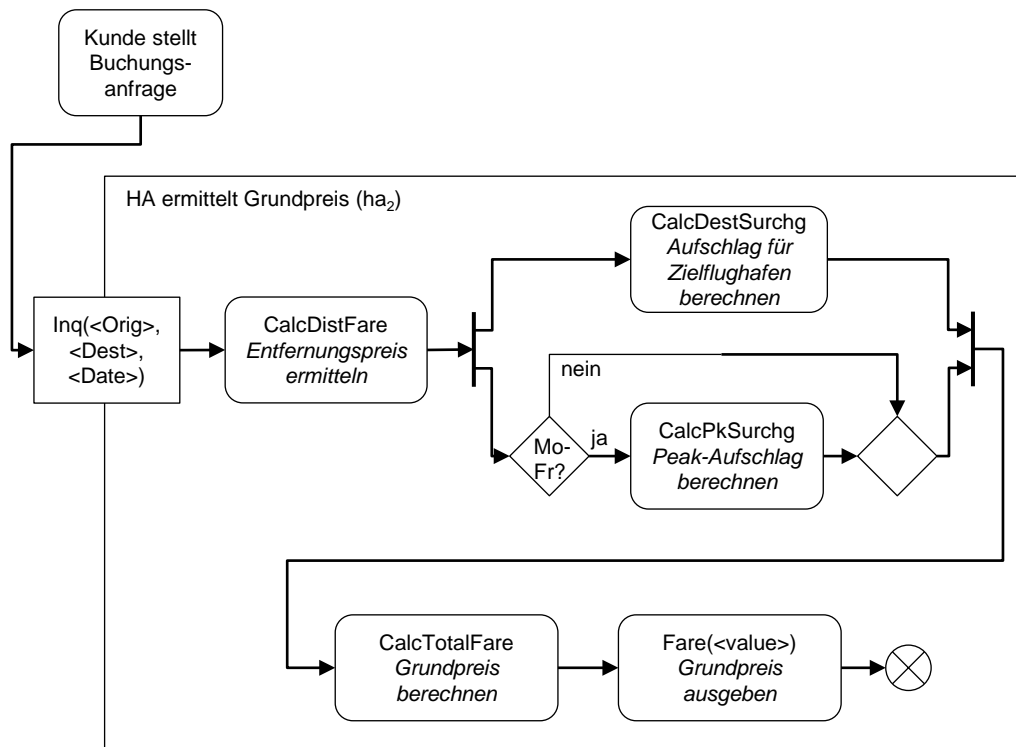 Kunde stellt
Buchungs-
anfrage
HA ermittelt Grundpreis (ha₂)
CalcDestSurchg
Aufschlag für
Zielflughafen
berechnen
Inq(<Orig>,
<Dest>,
<Date>)
CalcDistFare
Entfernungspreis
ermitteln
nein
Mo-
Fr?
ja
CalcPkSurchg
Peak-Aufschlag
berechnen
CalcTotalFare
Grundpreis
berechnen
Fare(<value>)
Grundpreis
ausgeben